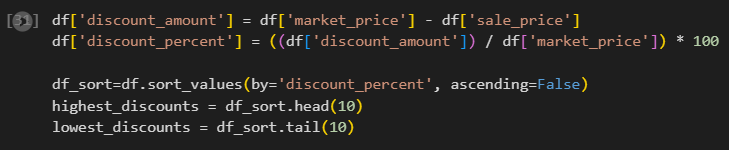 [31] df['discount_amount'] = df['market_price'] - df['sale_price']
df['discount_percent'] = ((df['discount_amount']) / df['market_price']) * 100
df_sort=df.sort_values(by='discount_percent', ascending=False)
highest_discounts = df_sort.head(10)
lowest_discounts = df_sort.tail(10)